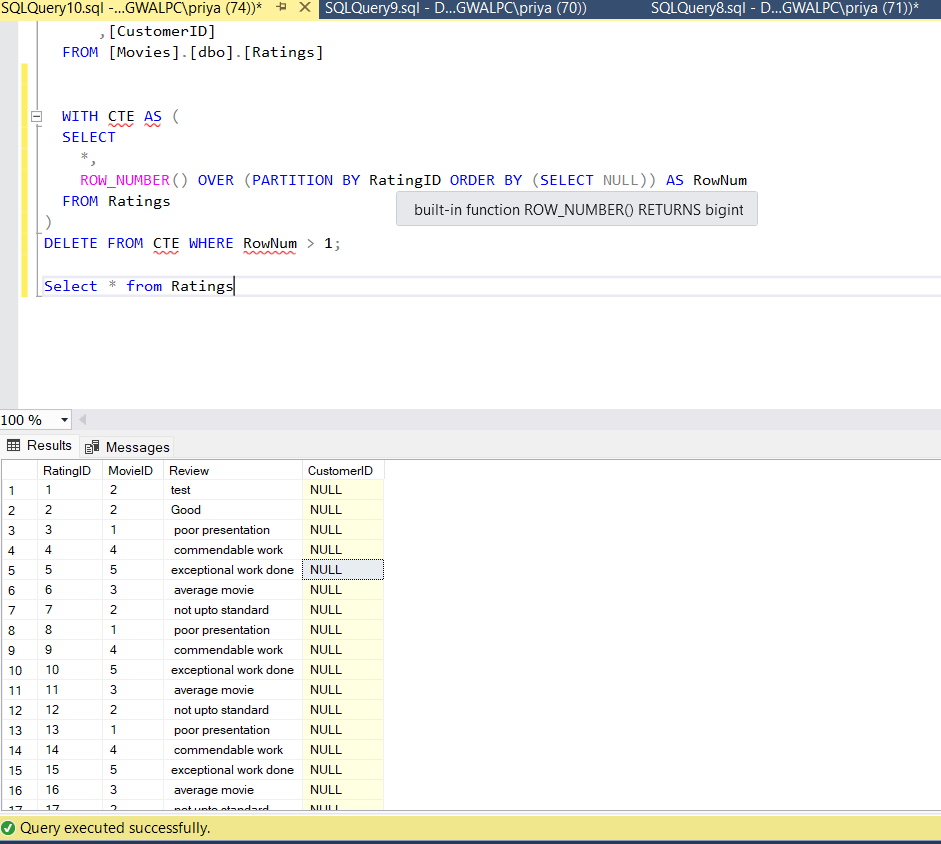 SQLQuery10.sql -...GWALPC\priya (74))* SQLQuery9.sql - D...GWALPC\priya (70)) SQLQuery8.sql - D...GWALPC\priya (71))*
,[CustomerID]
FROM [Movies].[dbo].[Ratings]
WITH CTE AS (
SELECT
*,
ROW_NUMBER() OVER (PARTITION BY RatingID ORDER BY (SELECT NULL)) AS RowNum
FROM Ratings
built-in function ROW_NUMBER() RETURNS bigint
)
DELETE FROM CTE WHERE RowNum > 1;
Select * from Ratings
100 %
Results Messages
RatingID MovieID Review CustomerID
1 1 2 test NULL
2 2 2 Good NULL
3 3 1 poor presentation NULL
4 4 4 commendable work NULL
5 5 5 exceptional work done NULL
6 6 3 average movie NULL
7 7 2 not upto standard NULL
8 8 1 poor presentation NULL
9 9 4 commendable work NULL
10 10 5 exceptional work done NULL
11 11 3 average movie NULL
12 12 2 not upto standard NULL
13 13 1 poor presentation NULL
14 14 4 commendable work NULL
15 15 5 exceptional work done NULL
16 16 3 average movie NULL
17 17 2 not upto standard NULL
Query executed successfully.